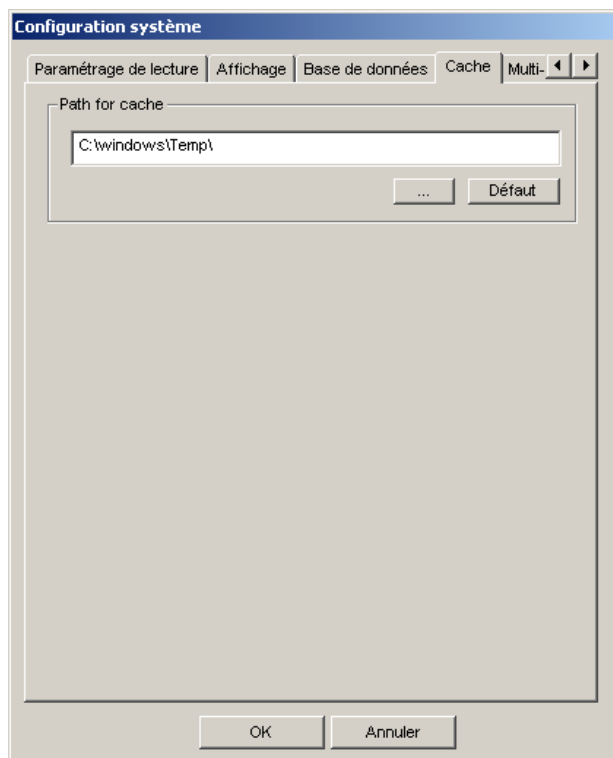 Configuration système
Paramétrage de lecture Affichage Base de données Cache Multi-
Path for cache
C:\windows\Temp\
... Défaut
OK Annuler